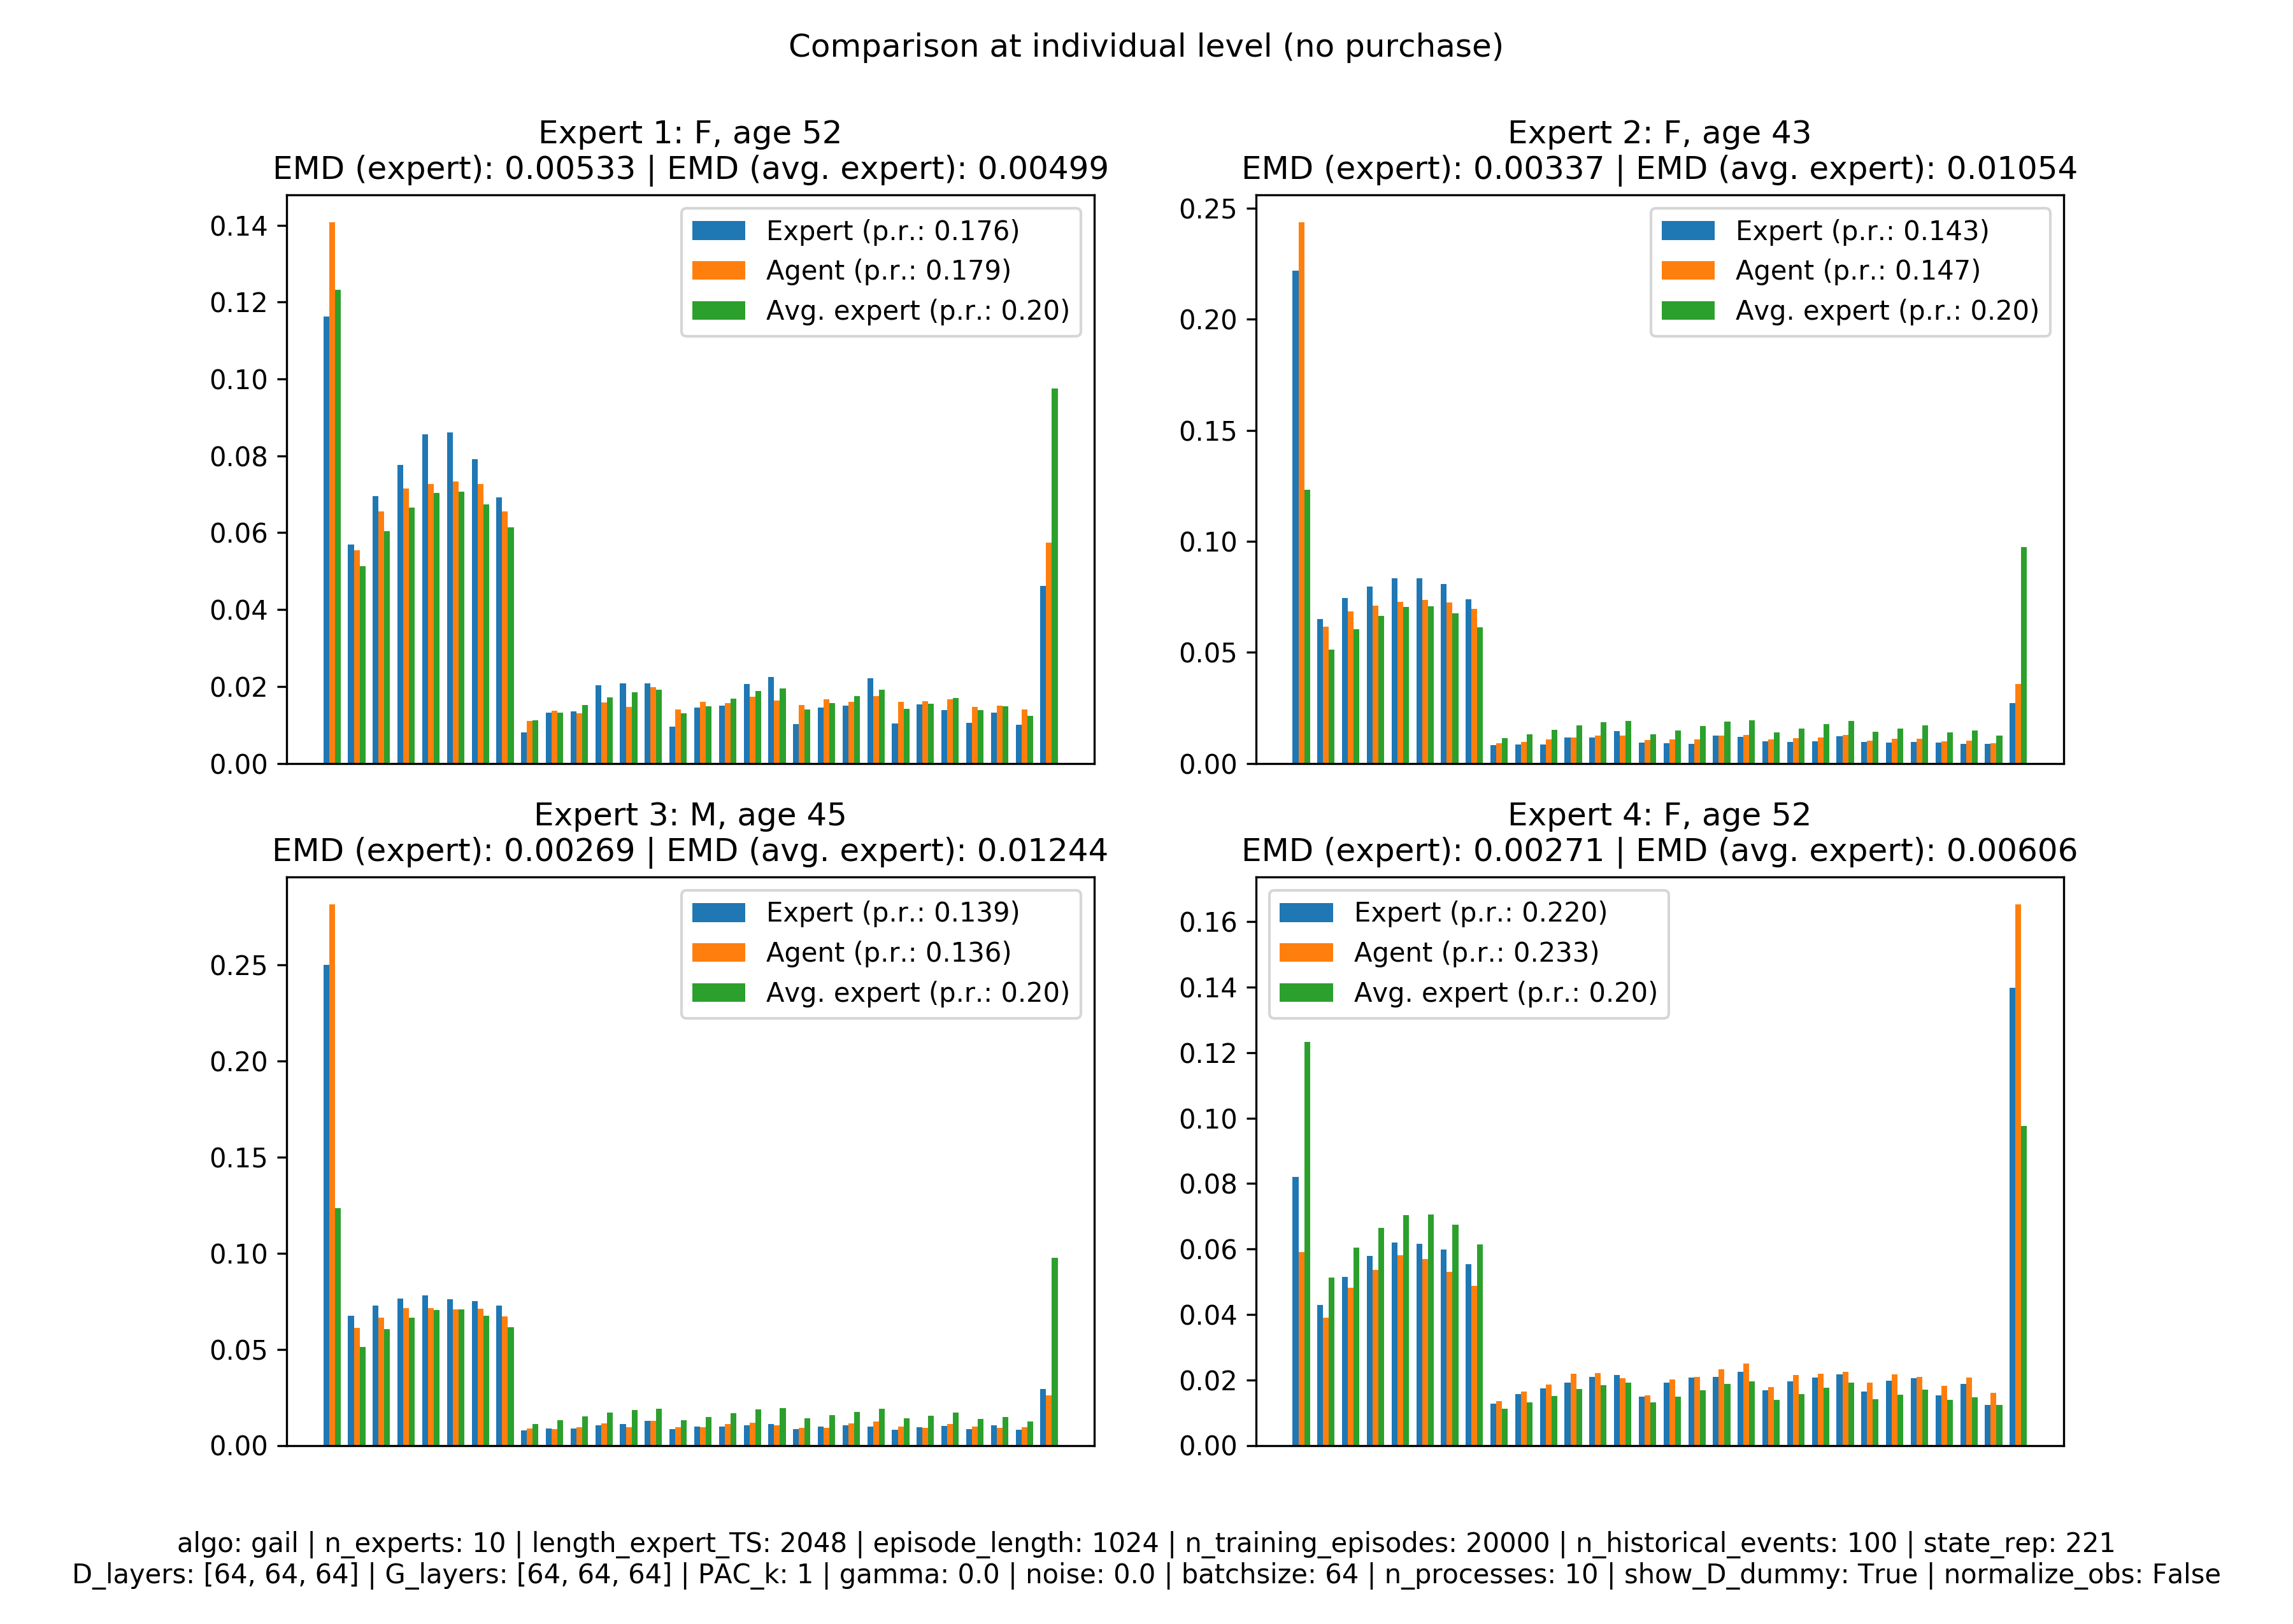 Comparison at individual level (no purchase)
Expert 1: F, age 52
EMD (expert): 0.00533 | EMD (avg. expert): 0.00499
0.14
0.12
0.10
0.08
0.06
0.04
0.02
0.00
Expert (p.r.: 0.176)
Agent (p.r.: 0.179)
Avg. expert (p.r.: 0.20)
Expert 2: F, age 43
EMD (expert): 0.00337 | EMD (avg. expert): 0.01054
0.25
0.20
0.15
0.10
0.05
0.00
Expert (p.r.: 0.143)
Agent (p.r.: 0.147)
Avg. expert (p.r.: 0.20)
Expert 3: M, age 45
EMD (expert): 0.00269 | EMD (avg. expert): 0.01244
0.25
0.20
0.15
0.10
0.05
0.00
Expert (p.r.: 0.139)
Agent (p.r.: 0.136)
Avg. expert (p.r.: 0.20)
Expert 4: F, age 52
EMD (expert): 0.00271 | EMD (avg. expert): 0.00606
0.16
0.14
0.12
0.10
0.08
0.06
0.04
0.02
0.00
Expert (p.r.: 0.220)
Agent (p.r.: 0.233)
Avg. expert (p.r.: 0.20)
algo: gail | n_experts: 10 | length_expert_TS: 2048 | episode_length: 1024 | n_training_episodes: 20000 | n_historical_events: 100 | state_rep: 221
D_layers: [64, 64, 64] | G_layers: [64, 64, 64] | PAC_k: 1 | gamma: 0.0 | noise: 0.0 | batchsize: 64 | n_processes: 10 | show_D_dummy: True | normalize_obs: False